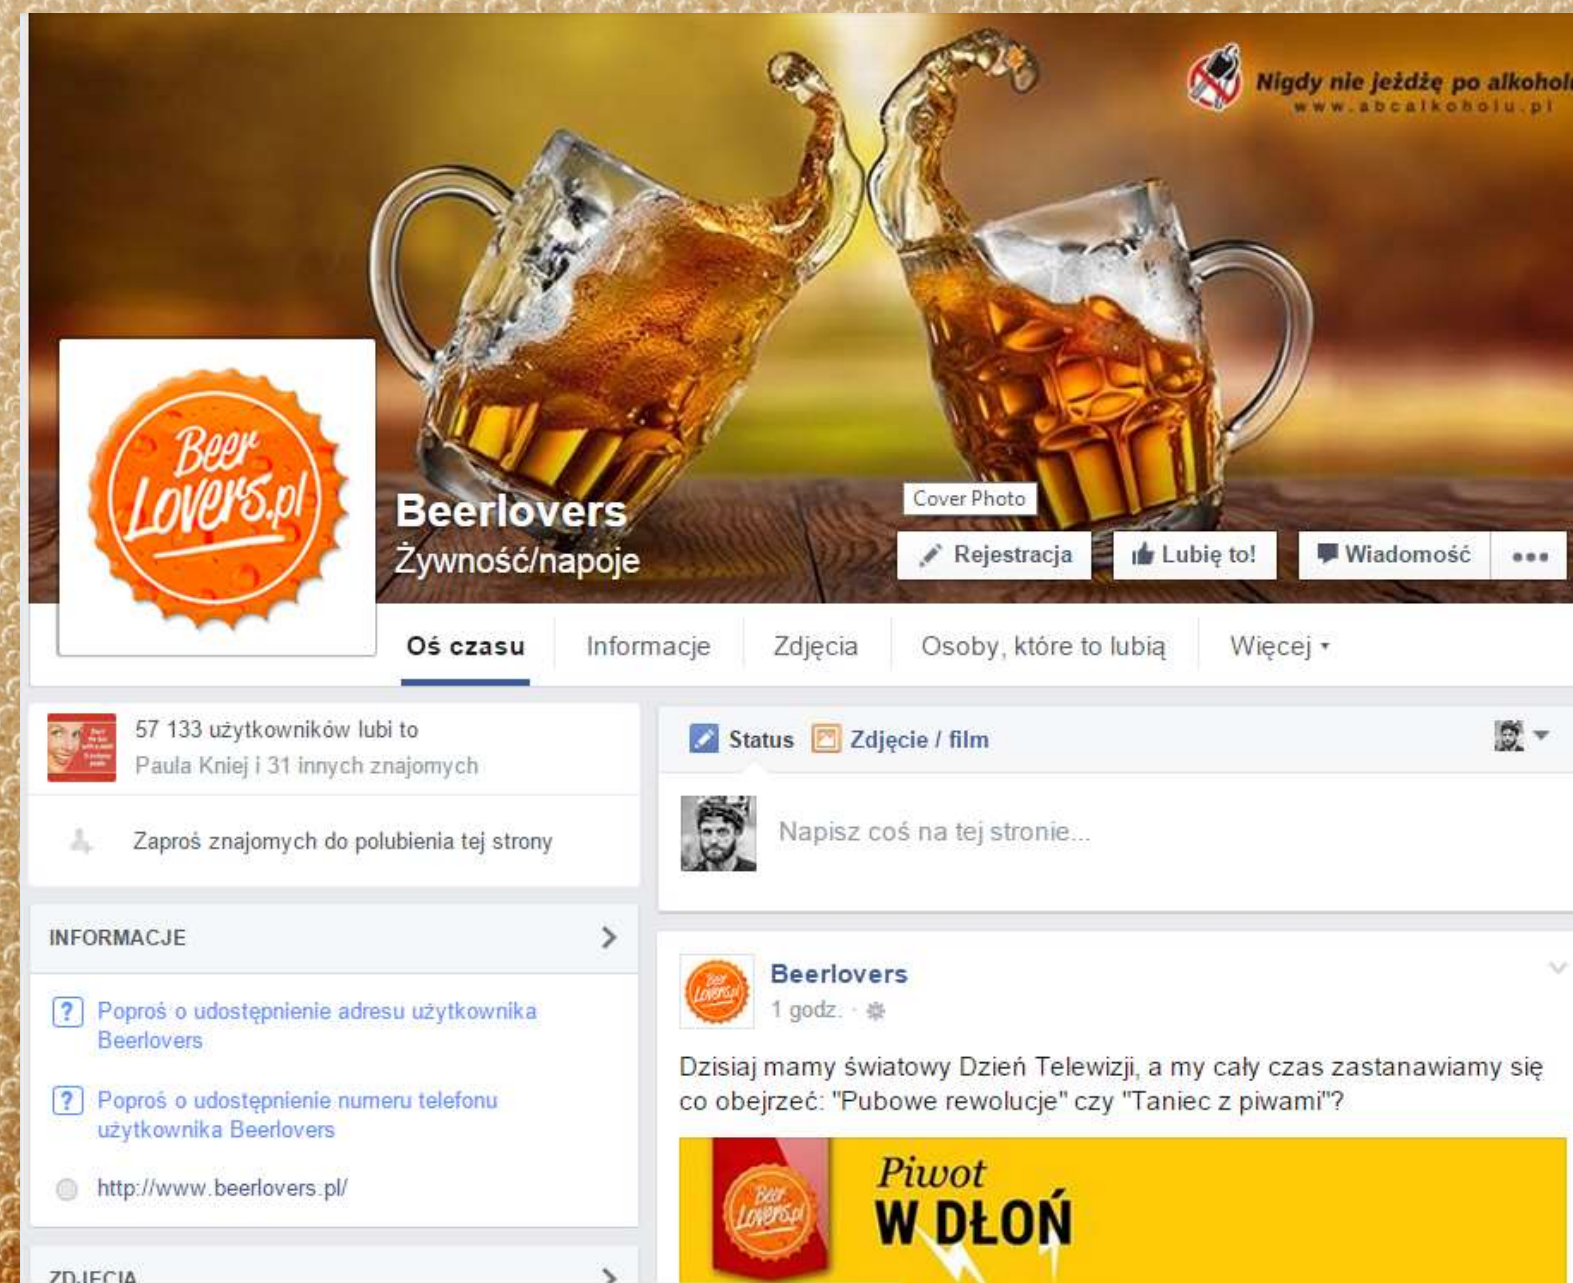 Nigdy nie jeżdżę po alkoholu
www.abcalkoholu.pl
Beer
Lovers.pl
Beerlovers
Żywność/napoje
Cover Photo
Rejestracja
Lubię to!
Wiadomość
Oś czasu
Informacje
Zdjęcia
Osoby, które to lubią
Więcej
57 133 użytkowników lubi to
Paula Kniej i 31 innych znajomych
Zaproś znajomych do polubienia tej strony
INFORMACJE
Poproś o udostępnienie adresu użytkownika
Beerlovers
Poproś o udostępnienie numeru telefonu
użytkownika Beerlovers
http://www.beerlovers.pl/
ZDJĘCIA
Status
Zdjęcie / film
Napisz coś na tej stronie...
Beer
Lovers.pl
Beerlovers
1 godz. ·
Dzisiaj mamy światowy Dzień Telewizji, a my cały czas zastanawiamy się
co obejrzeć: "Pubowe rewolucje" czy "Taniec z piwami"?
Beer
Lovers.pl
Piwot
W DŁOŃ